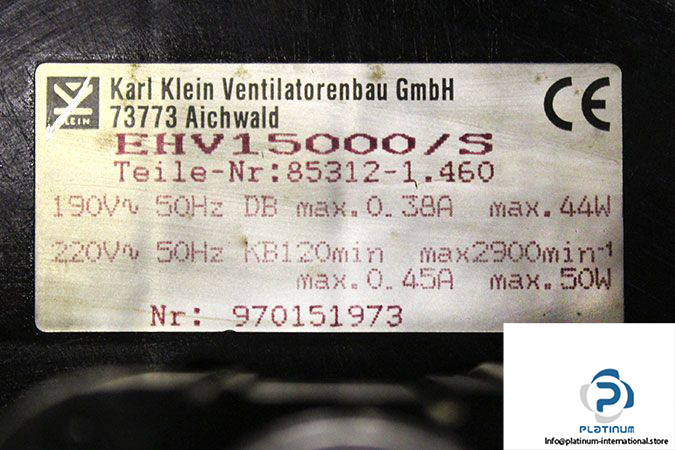 KLEIN
Karl Klein Ventilatorenbau GmbH
73773 Aichwald
CE
EHV15000/S
Teile-Nr:85312-1.460
190V~ 50Hz DB max.0.38A max.44W
220V~ 50Hz KB120min max2900min⁻¹
max.0.45A max.50W
Nr: 970151973
PLATINUM
Info@platinum-international.store